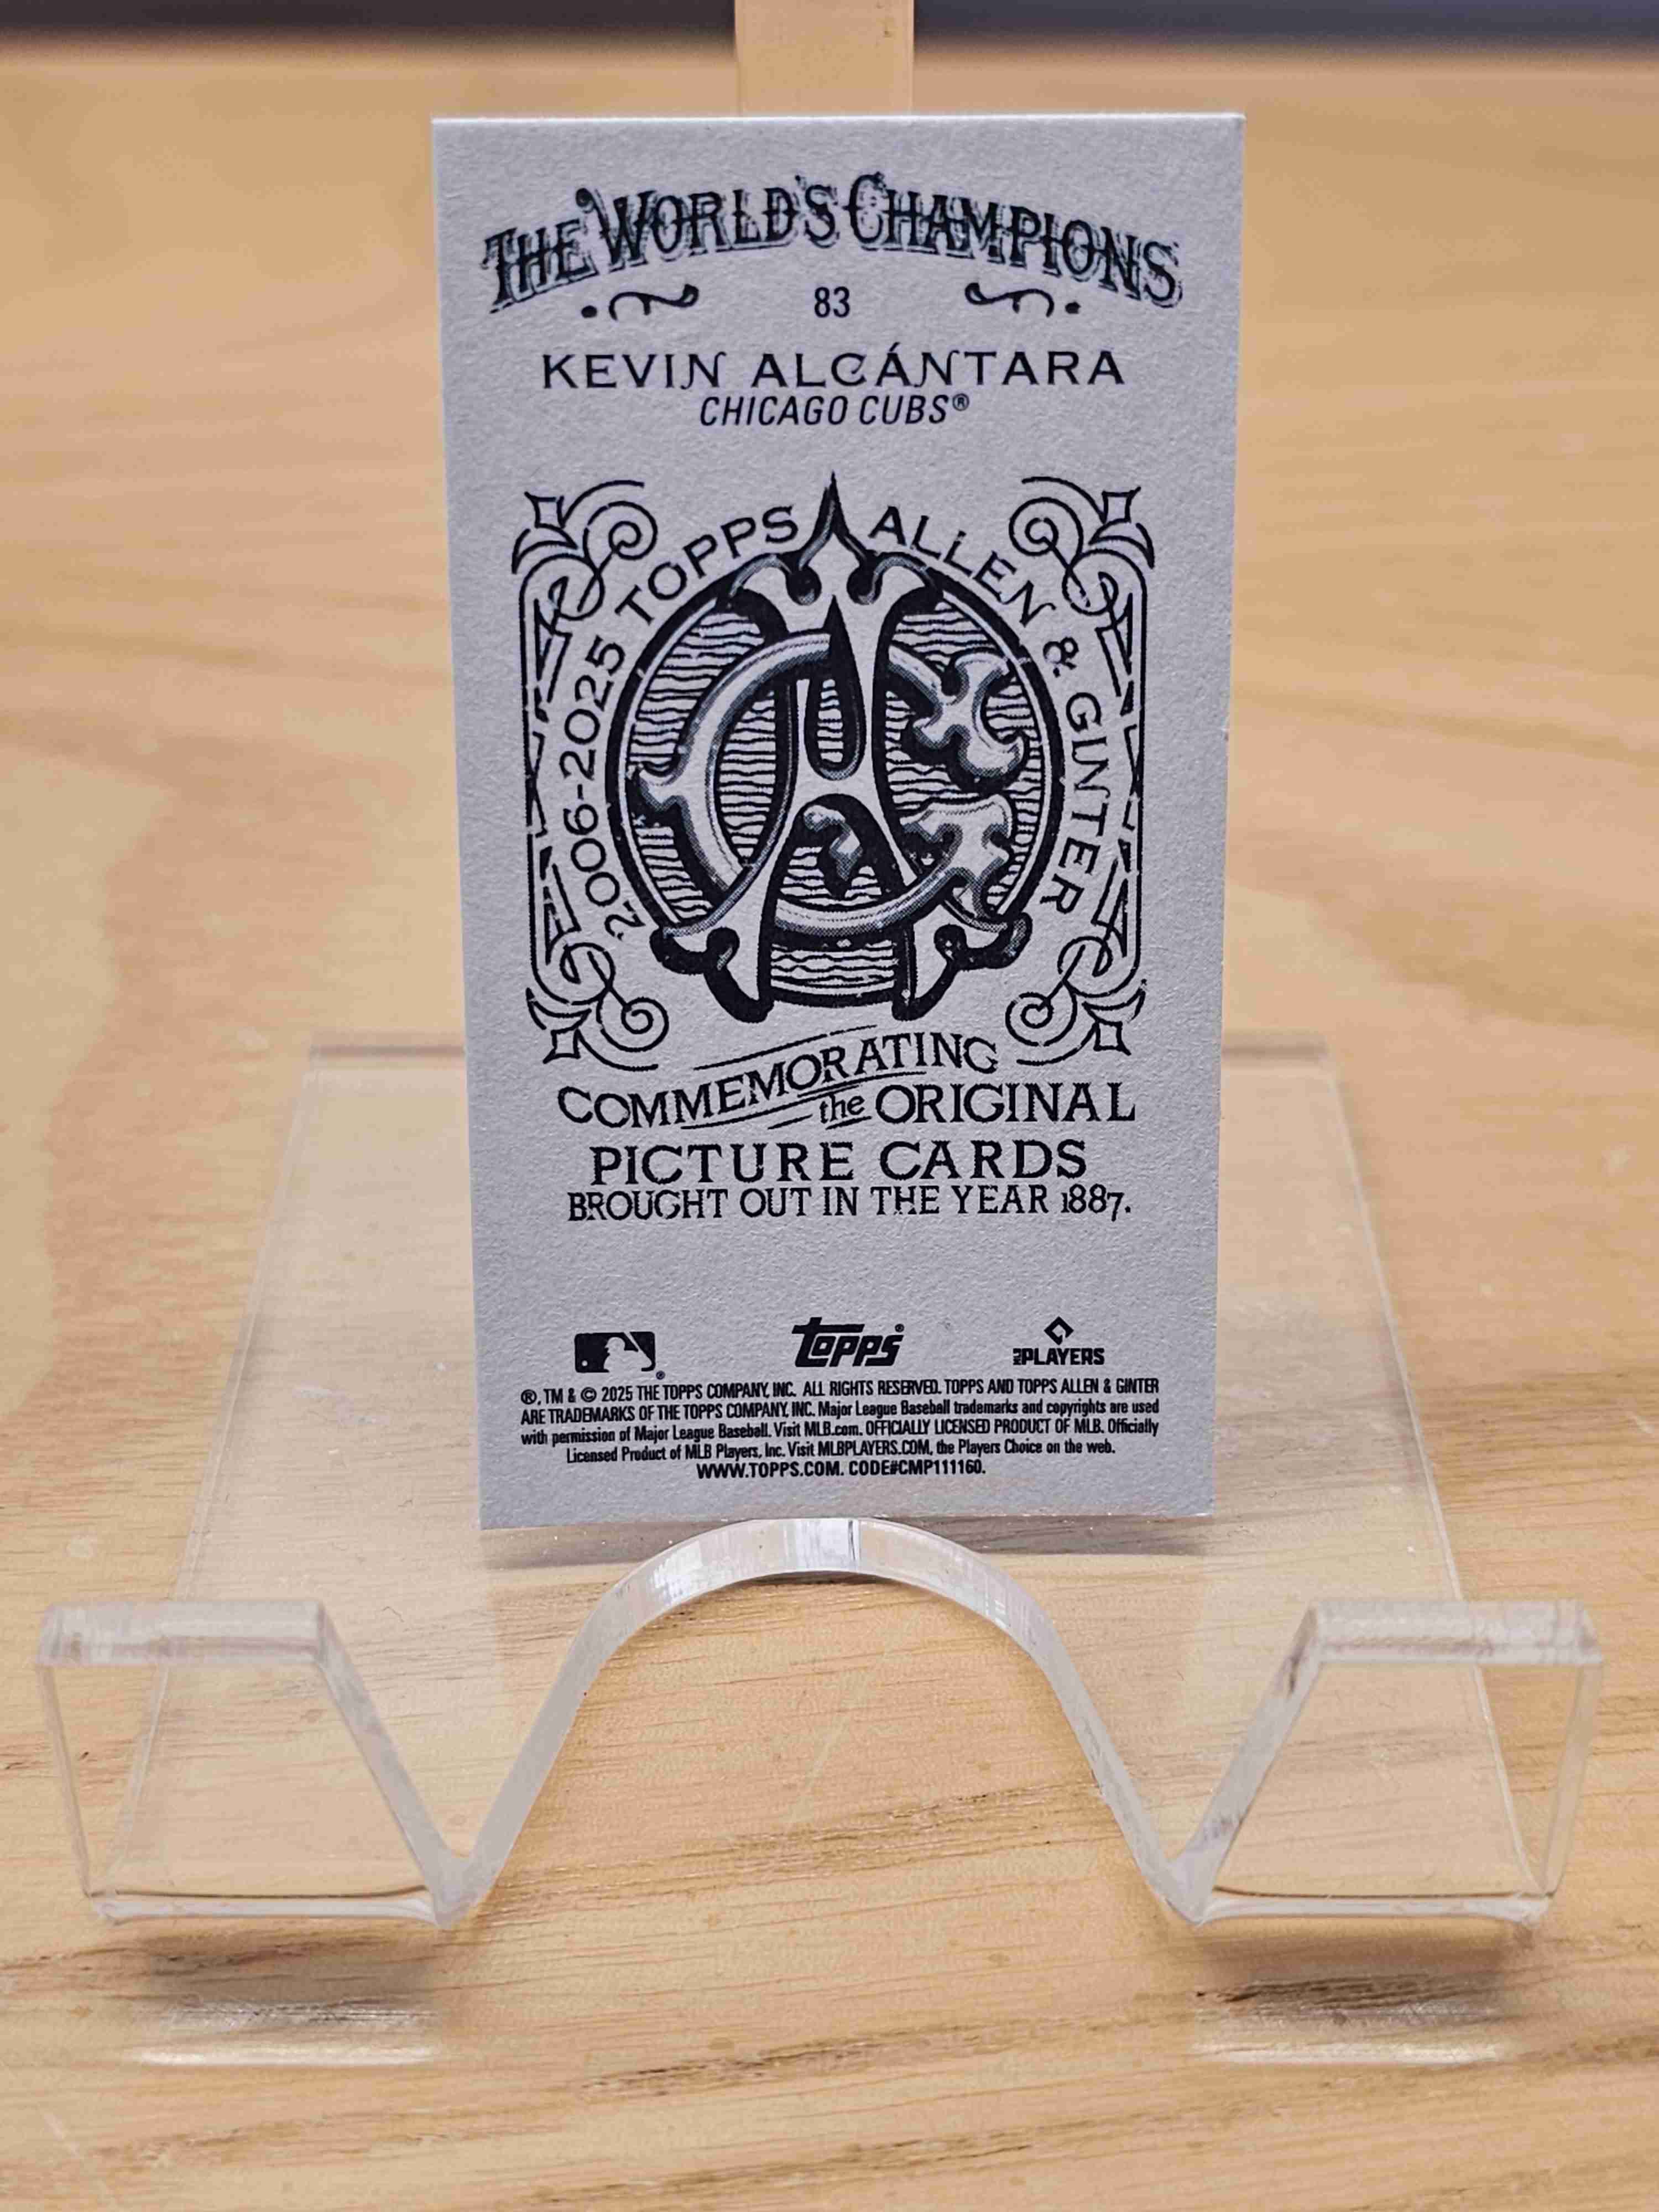 THE WORLD'S CHAMPIONS
83
KEVIN ALCÁNTARA
CHICAGO CUBS®
2006-2025 TOPPS ALLEN & GINTER
COMMEMORATING
the ORIGINAL
PICTURE CARDS
BROUGHT OUT IN THE YEAR 1887.
® Topps® MLB PLAYERS
®, TM & © 2025 THE TOPPS COMPANY, INC. ALL RIGHTS RESERVED. TOPPS AND TOPPS ALLEN & GINTER
ARE TRADEMARKS OF THE TOPPS COMPANY, INC. Major League Baseball trademarks and copyrights are used
with permission of Major League Baseball. Visit MLB.com. OFFICIALLY LICENSED PRODUCT OF MLB. Officially
Licensed Product of MLB Players, Inc. Visit MLBPLAYERS.COM, the Players Choice on the web.
WWW.TOPPS.COM. CODE#CMP111160.